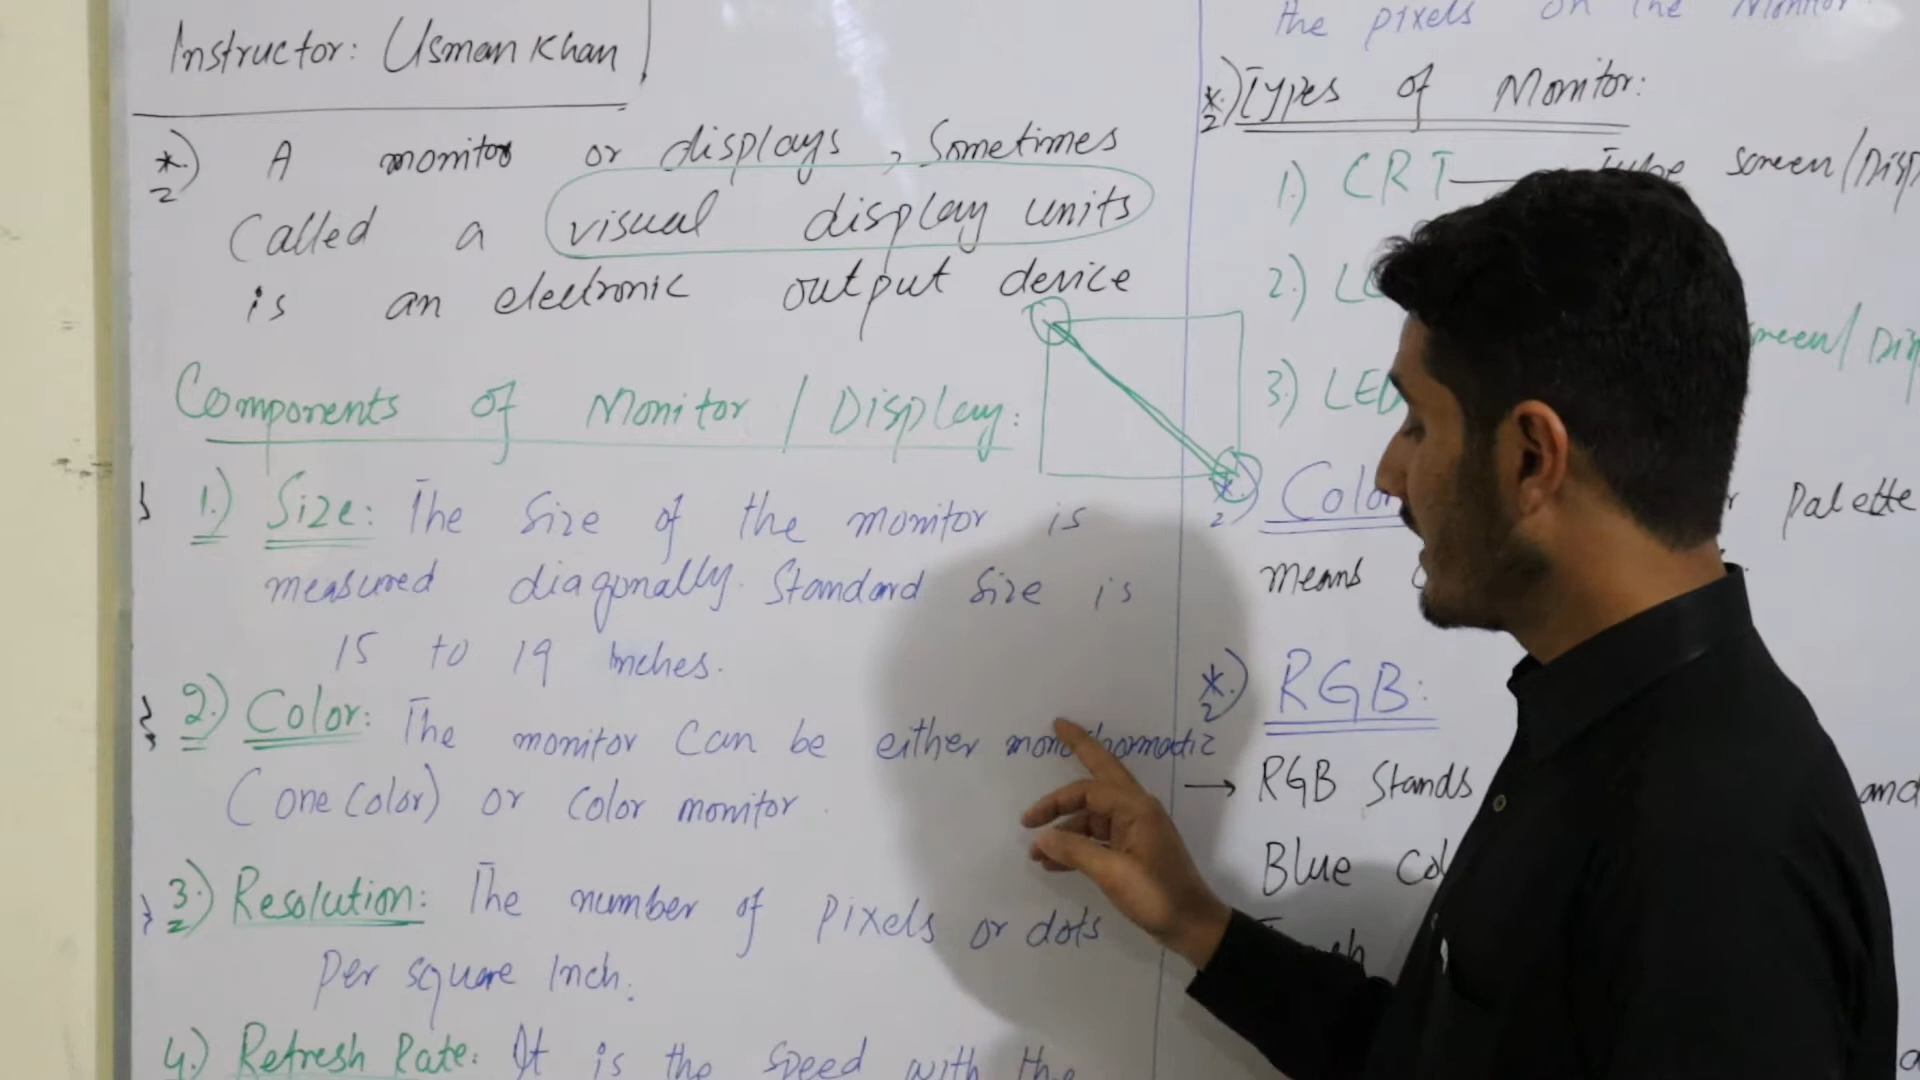 Instructor: Usman Khan
*) A monitor or displays, Sometimes
Called a visual display units
is an electronic output device
Components of Monitor / Display:
1.) Size: The Size of the monitor is
measured diagonally. Standard Size is
15 to 19 Inches.
2.) Color: The monitor Can be either
(one Color) or Color monitor.
3.) Resolution: The number of pixels or dots
Per square Inch.
4.) Refresh Rate: It is the speed with the
the pixels on the Monitor
*) Types of Monitor:
1.) CRT — Screen/
2.)
3.) LED
*) Palette
means
*) RGB:
→ RGB Stands and
Blue